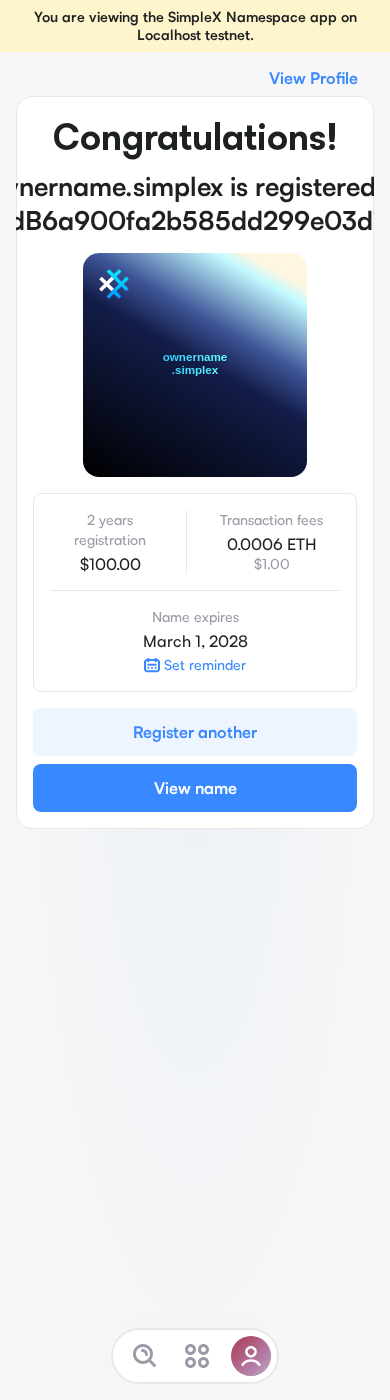 You are viewing the SimpleX Namespace app on
Localhost testnet.
View Profile
Congratulations!
is registered
dB6a900fa2b585dd299e03d
ownername
.simplex
2 years
registration
$100.00
Transaction fees
0.0006 ETH
$1.00
Name expires
March 1, 2028
Set reminder
Register another
View name